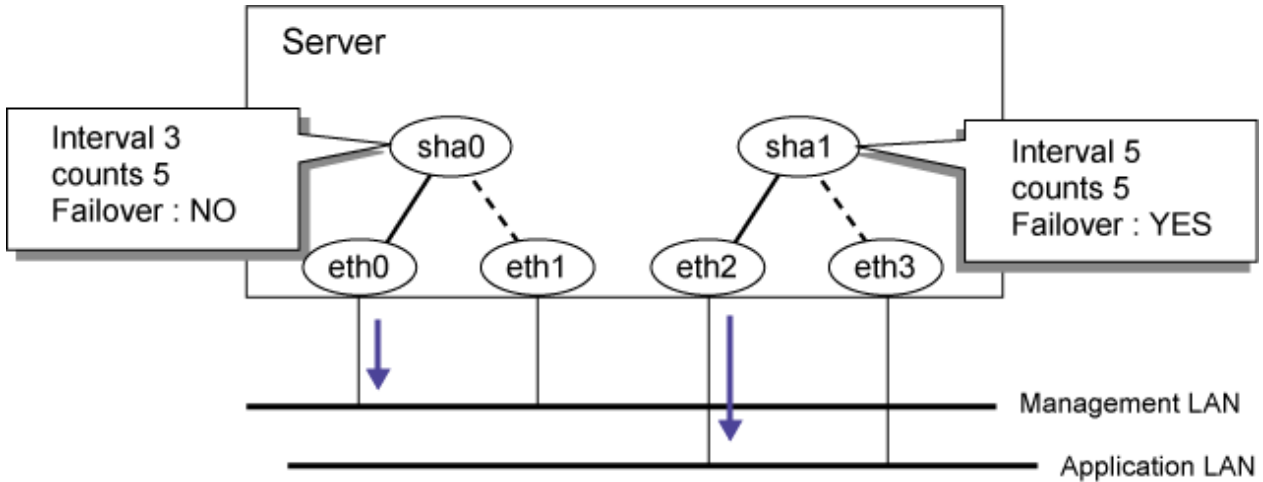 Server
Interval 3
counts 5
Failover : NO
sha0
sha1
Interval 5
counts 5
Failover : YES
eth0
eth1
eth2
eth3
Management LAN
Application LAN